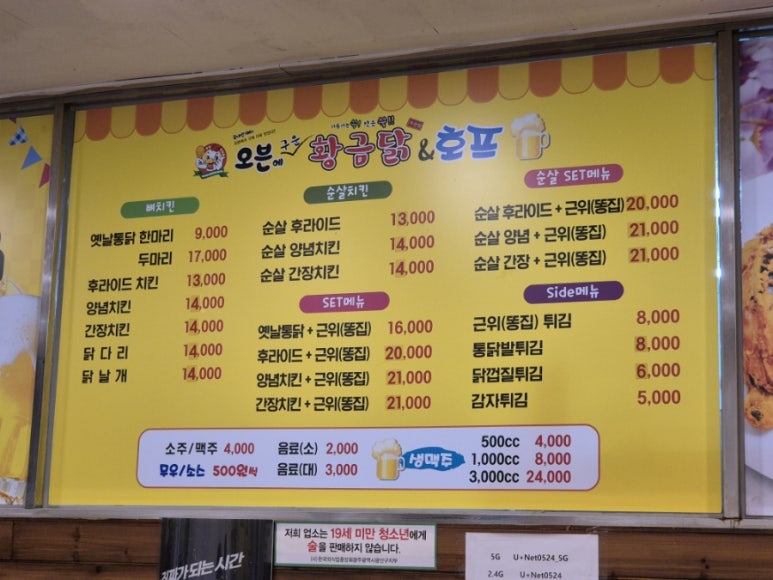 오븐에 구운 황금닭 & 호프
뼈치킨
옛날통닭 한마리 9,000
두마리 17,000
후라이드 치킨 13,000
양념치킨 14,000
간장치킨 14,000
닭 다 리 14,000
닭 날 개 14,000
순살치킨
순살 후라이드 13,000
순살 양념치킨 14,000
순살 간장치킨 14,000
SET메뉴
옛날통닭 + 근위(똥집) 16,000
후라이드 + 근위(똥집) 20,000
양념치킨 + 근위(똥집) 21,000
간장치킨 + 근위(똥집) 21,000
순살 SET메뉴
순살 후라이드 + 근위(똥집) 20,000
순살 양념 + 근위(똥집) 21,000
순살 간장 + 근위(똥집) 21,000
Side메뉴
근위(똥집) 튀김 8,000
통닭발튀김 8,000
닭껍질튀김 6,000
감자튀김 5,000
소주/맥주 4,000
무우/소스 500원씩
음료(소) 2,000
음료(대) 3,000
생맥주
500cc 4,000
1,000cc 8,000
3,000cc 24,000
저희 업소는 19세 미만 청소년에게
술을 판매하지 않습니다.
진짜가 되는 시간
5G U+Net0524_5G
2.4G U+Net0524